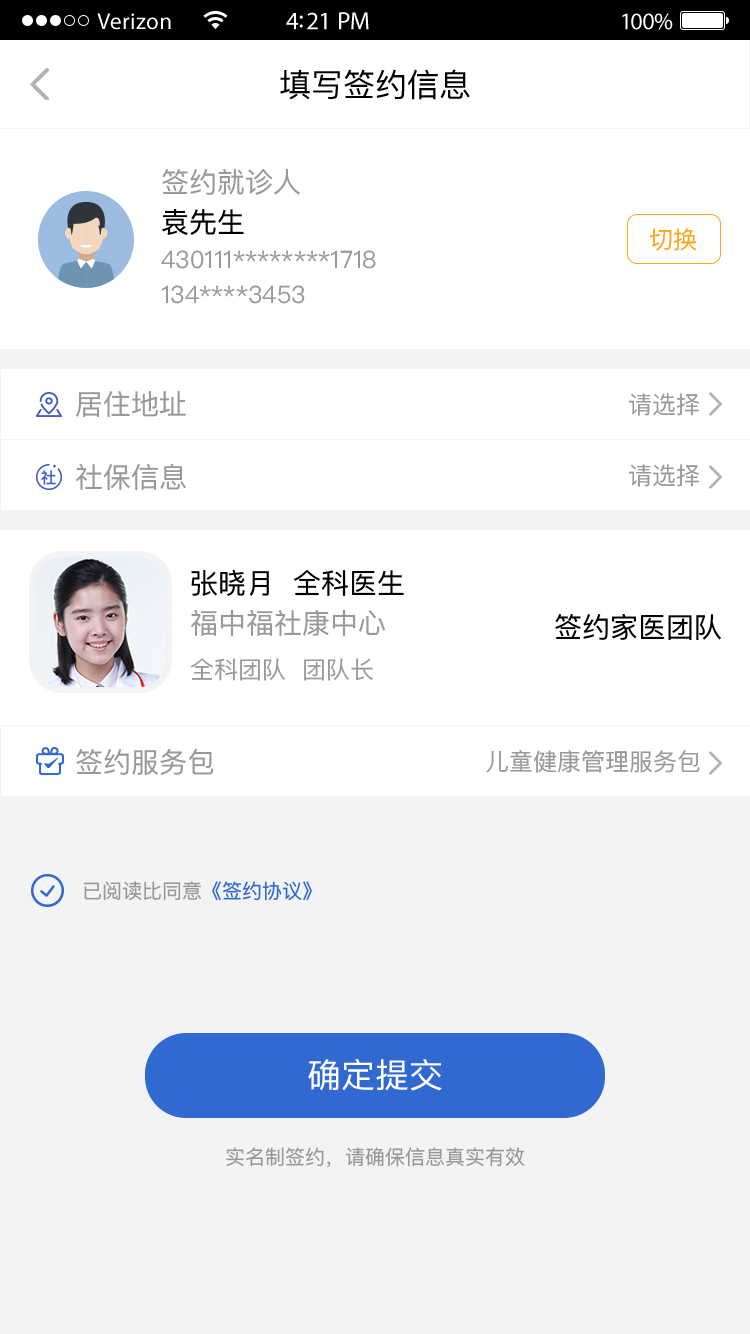 Verizon 4:21 PM 100%
填写签约信息
签约就诊人
袁先生
430111********1718
134****3453
切换
居住地址 请选择
社 社保信息 请选择
张晓月 全科医生
福中福社康中心
全科团队 团队长
签约家医团队
签约服务包 儿童健康管理服务包
已阅读比同意《签约协议》
确定提交
实名制签约，请确保信息真实有效